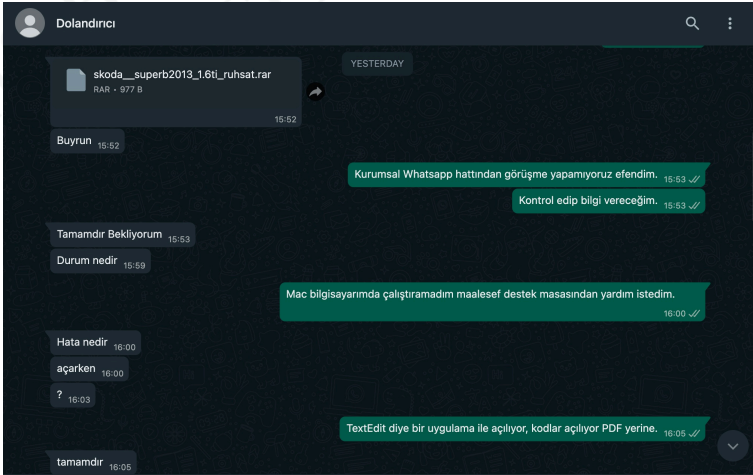 Dolandırıcı
YESTERDAY
skoda__superb2013_1.6ti_ruhsat.rar
RAR • 977 B
15:52
Buyrun 15:52
Kurumsal Whatsapp hattından görüşme yapamıyoruz efendim. 15:53
Kontrol edip bilgi vereceğim. 15:53
Tamamdır Bekliyorum 15:53
Durum nedir 15:59
Mac bilgisayarımda çalıştıramadım maalesef destek masasından yardım istedim.
16:00
Hata nedir 16:00
açarken 16:00
? 16:03
TextEdit diye bir uygulama ile açılıyor, kodlar açılıyor PDF yerine. 16:05
tamamdır 16:05